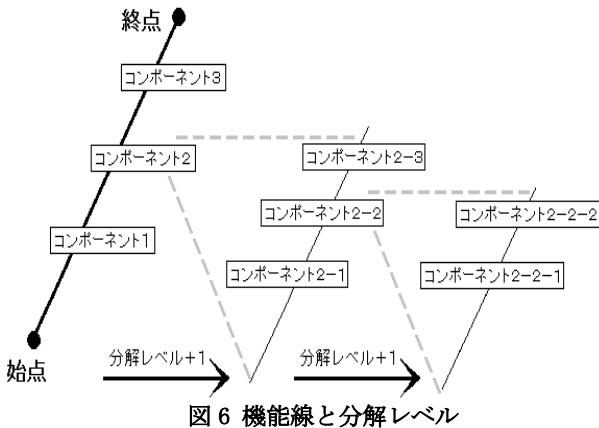 終点
コンポーネント3
コンポーネント2
コンポーネント1
始点
コンポーネント2-3
コンポーネント2-2
コンポーネント2-1
コンポーネント2-2-2
コンポーネント2-2-1
分解レベル+1
分解レベル+1
図6 機能線と分解レベル